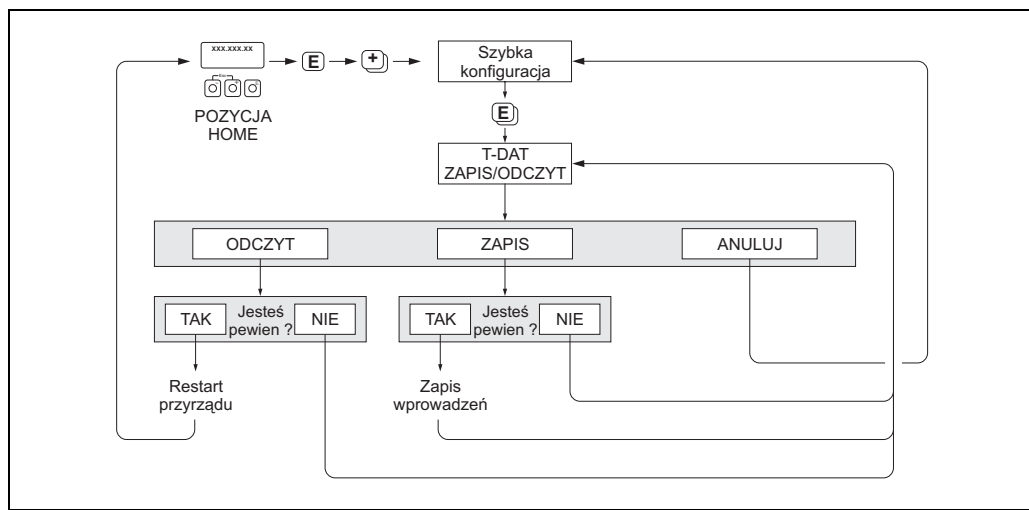 xxx.xxx.xx
Esc
E
+
Szybka
konfiguracja
POZYCJA
HOME
E
T-DAT
ZAPIS/ODCZYT
ODCZYT
ZAPIS
ANULUJ
TAK
Jesteś
pewien ?
NIE
TAK
Jesteś
pewien ?
NIE
Restart
przyrządu
Zapis
wprowadzeń